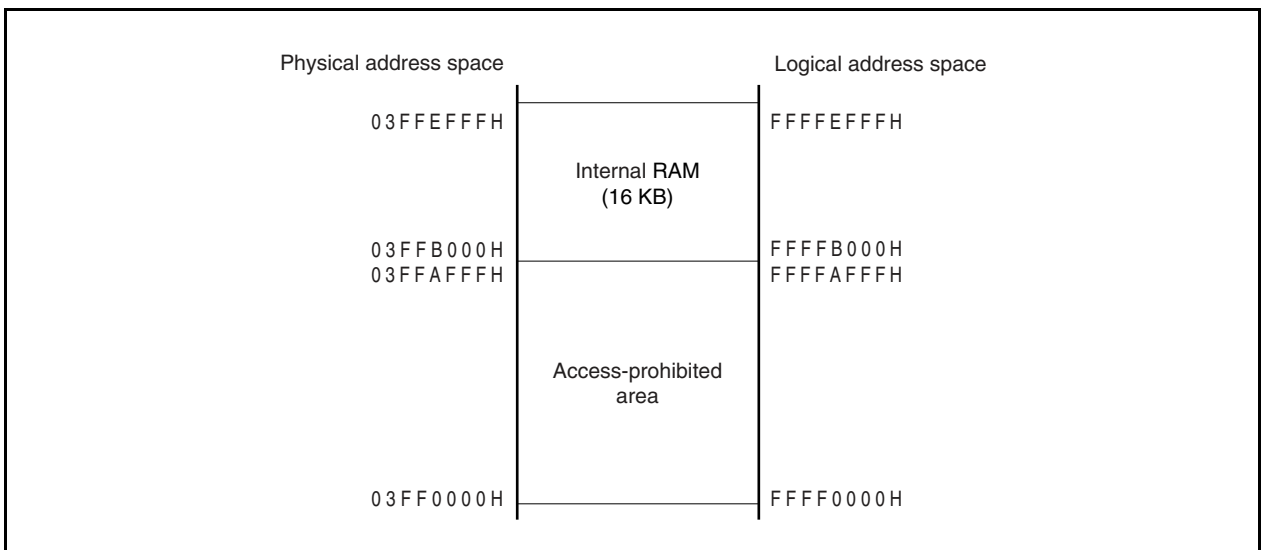 Physical address space
Logical address space
03FFEFFFH
FFFFEFFFH
Internal RAM
(16 KB)
03FFB000H
FFFFB000H
03FFAFFFH
FFFFAFFFH
Access-prohibited
area
03FF0000H
FFFF0000H